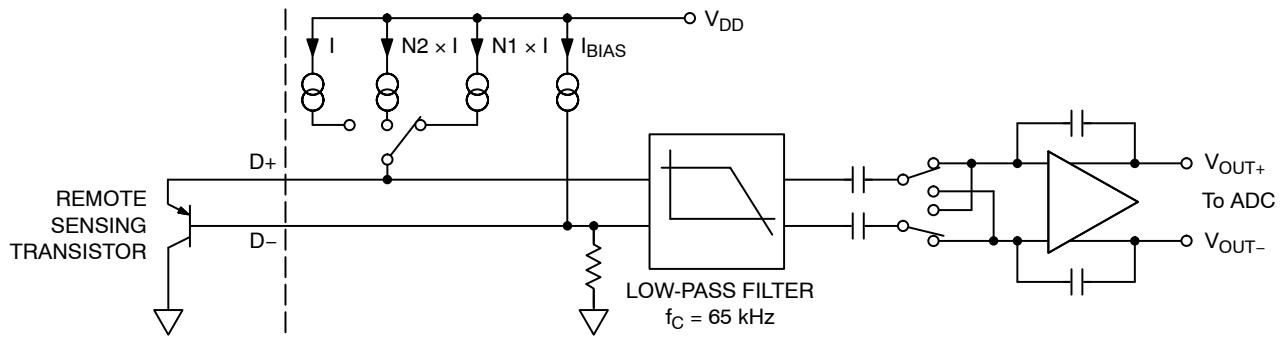 V_DD
I
N2 × I
N1 × I
I_BIAS
D+
REMOTE
SENSING
TRANSISTOR
D−
LOW-PASS FILTER
f_C = 65 kHz
V_OUT+
To ADC
V_OUT−